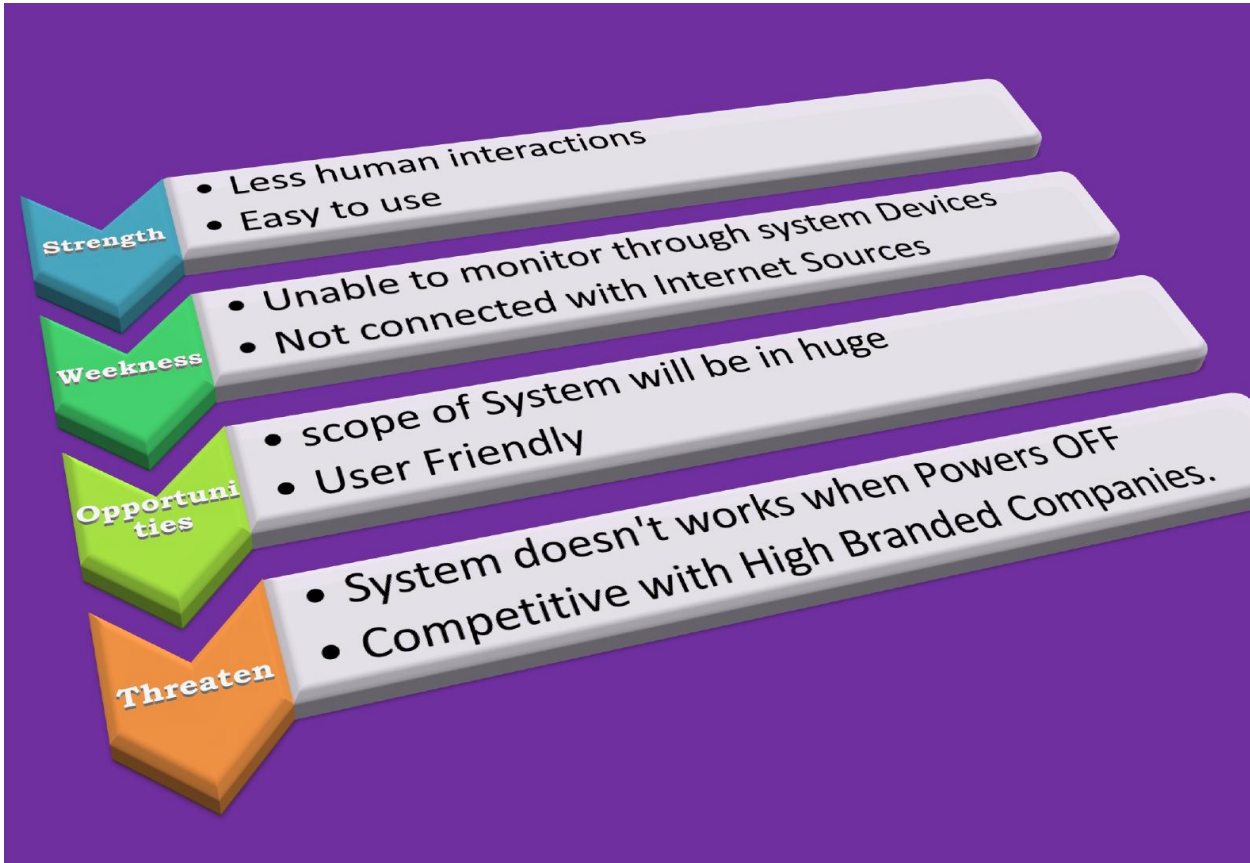 Strength
• Less human interactions
• Easy to use
Weekness
• Unable to monitor through system Devices
• Not connected with Internet Sources
Opportuni
ties
• scope of System will be in huge
• User Friendly
Threaten
• System doesn't works when Powers OFF
• Competitive with High Branded Companies.